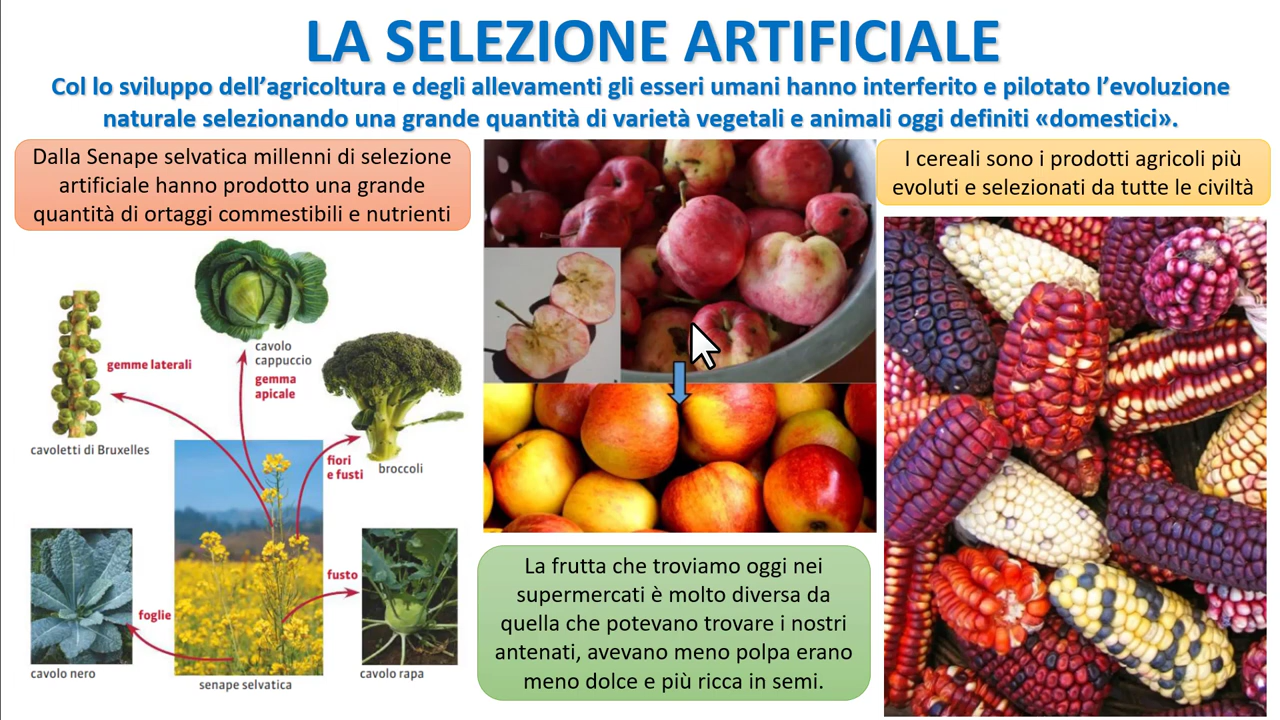 LA SELEZIONE ARTIFICIALE
Col lo sviluppo dell’agricoltura e degli allevamenti gli esseri umani hanno interferito e pilotato l’evoluzione
naturale selezionando una grande quantità di varietà vegetali e animali oggi definiti «domestici».
Dalla Senape selvatica millenni di selezione
artificiale hanno prodotto una grande
quantità di ortaggi commestibili e nutrienti
cavolo
cappuccio
gemma
apicale
gemme laterali
cavoletti di Bruxelles
fiori
e fusti
broccoli
foglie
cavolo nero
senape selvatica
fusto
cavolo rapa
La frutta che troviamo oggi nei
supermercati è molto diversa da
quella che potevano trovare i nostri
antenati, avevano meno polpa erano
meno dolce e più ricca in semi.
I cereali sono i prodotti agricoli più
evoluti e selezionati da tutte le civiltà